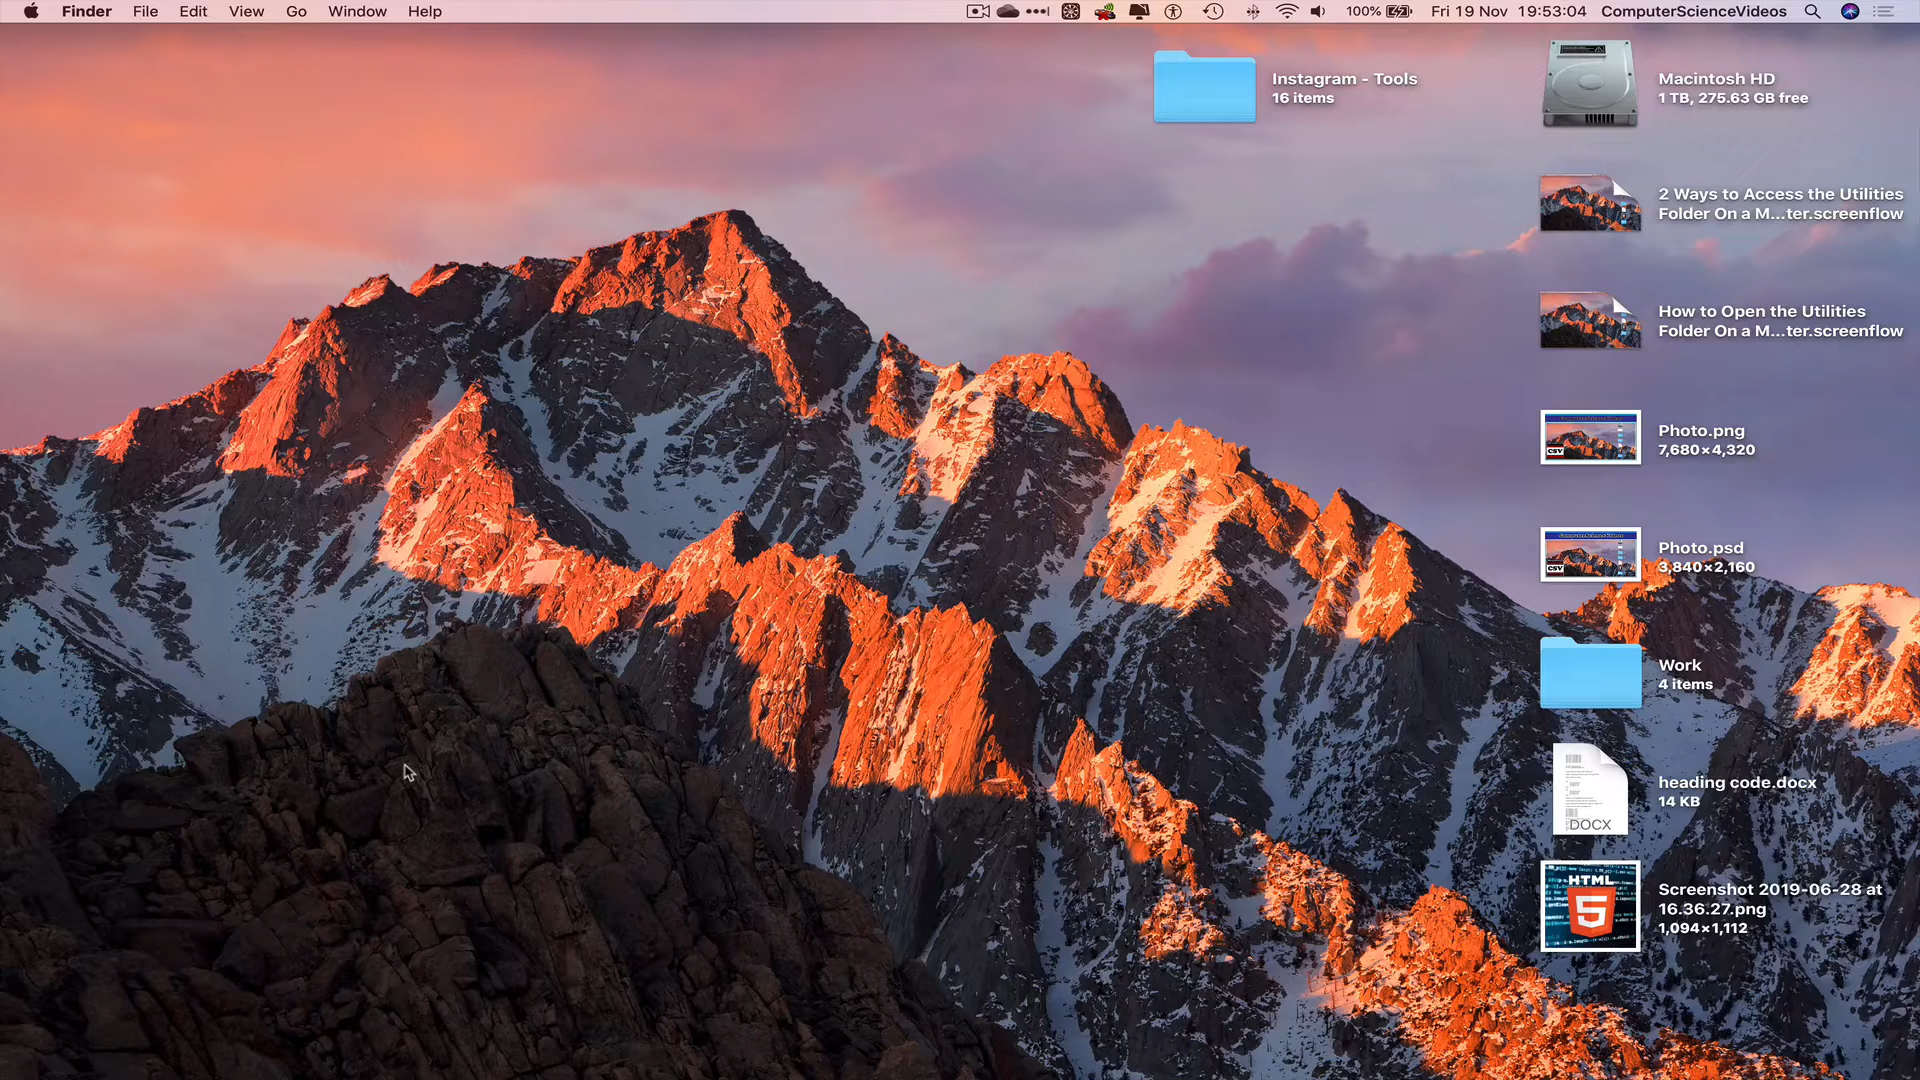 Finder File Edit View Go Window Help 100% Fri 19 Nov 19:53:04 ComputerScienceVideos
Instagram - Tools
16 items
Macintosh HD
1 TB, 275.63 GB free
2 Ways to Access the Utilities
Folder On a M...ter.screenflow
How to Open the Utilities
Folder On a M...ter.screenflow
Photo.png
7,680×4,320
CSV
Photo.psd
3,840×2,160
CSV
Work
4 items
heading code.docx
14 KB
DOCX
HTML
5
Screenshot 2019-06-28 at
16.36.27.png
1,094×1,112